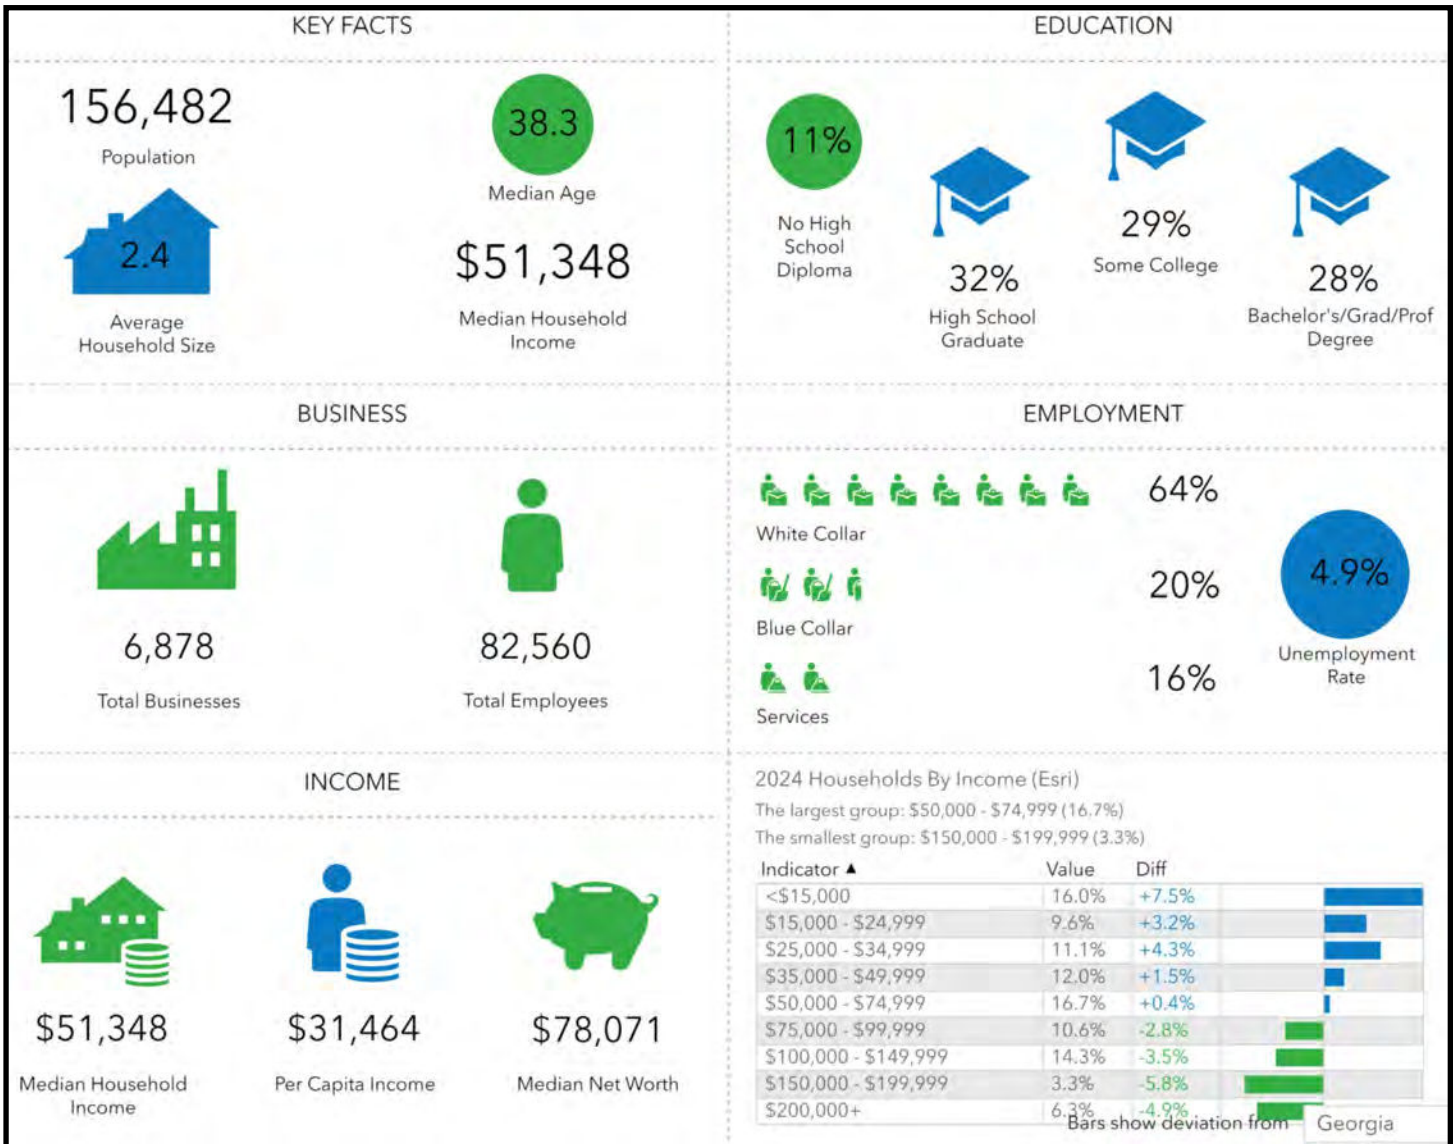 KEY FACTS
156,482
Population
38.3
Median Age
2.4
Average
Household Size
$51,348
Median Household
Income
EDUCATION
11%
No High
School
Diploma
32%
High School
Graduate
29%
Some College
28%
Bachelor's/Grad/Prof
Degree
BUSINESS
6,878
Total Businesses
82,560
Total Employees
EMPLOYMENT
64%
White Collar
20%
Blue Collar
16%
Services
4.9%
Unemployment
Rate
INCOME
$51,348
Median Household
Income
$31,464
Per Capita Income
$78,071
Median Net Worth
2024 Households By Income (Esri)
The largest group: $50,000 - $74,999 (16.7%)
The smallest group: $150,000 - $199,999 (3.3%)
Indicator ▲ Value Diff
<$15,000 16.0% +7.5%
$15,000 - $24,999 9.6% +3.2%
$25,000 - $34,999 11.1% +4.3%
$35,000 - $49,999 12.0% +1.5%
$50,000 - $74,999 16.7% +0.4%
$75,000 - $99,999 10.6% -2.8%
$100,000 - $149,999 14.3% -3.5%
$150,000 - $199,999 3.3% -5.8%
$200,000+ 6.3% -4.9%
Bars show deviation from Georgia